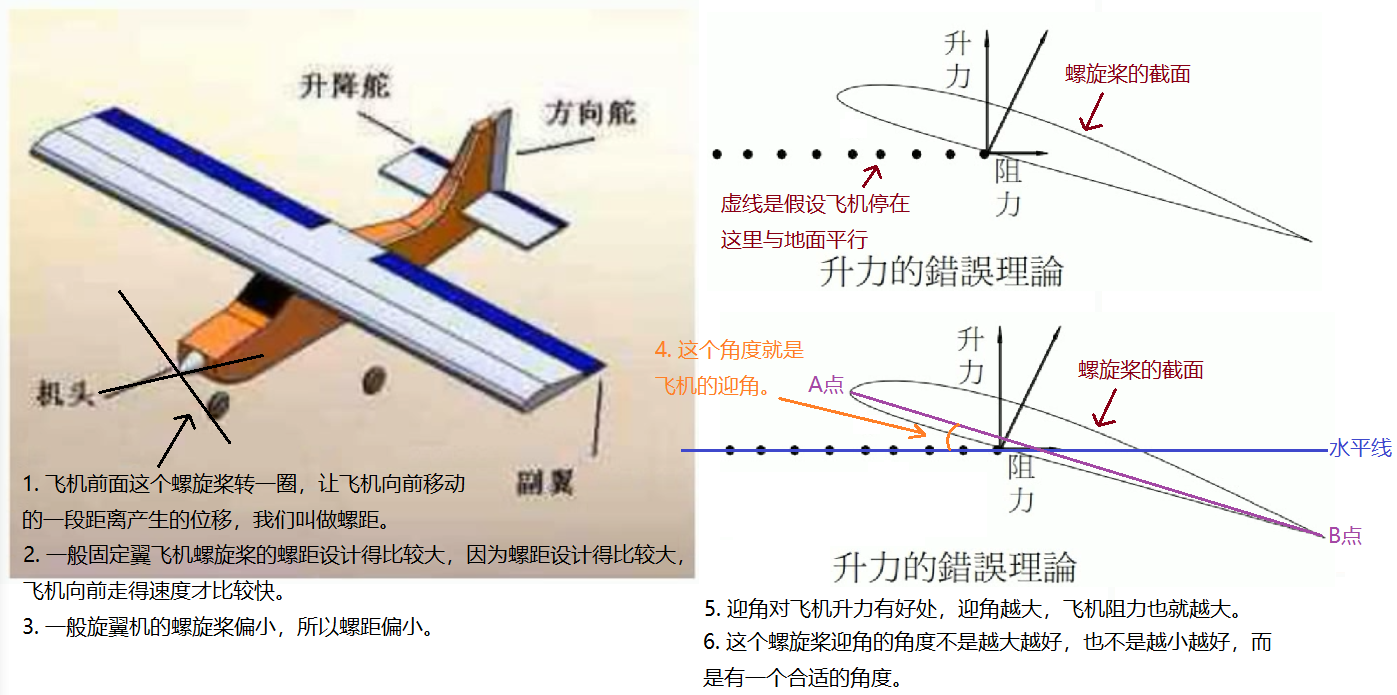 升降舵
方向舵
机头
副翼
1. 飞机前面这个螺旋桨转一圈，让飞机向前移动
的一段距离产生的位移，我们叫做螺距。
2. 一般固定翼飞机螺旋桨的螺距设计得比较大，因为螺距设计得比较大，
飞机向前走得速度才比较快。
3. 一般旋翼机的螺旋桨偏小，所以螺距偏小。
升
力
螺旋桨的截面
阻
力
虚线是假设飞机停在
这里与地面平行
升力的錯誤理論
4. 这个角度就是
飞机的迎角。
A点
升
力
螺旋桨的截面
水平线
阻
力
B点
升力的錯誤理論
5. 迎角对飞机升力有好处，迎角越大，飞机阻力也就越大。
6. 这个螺旋桨迎角的角度不是越大越好，也不是越小越好，而
是有一个合适的角度。